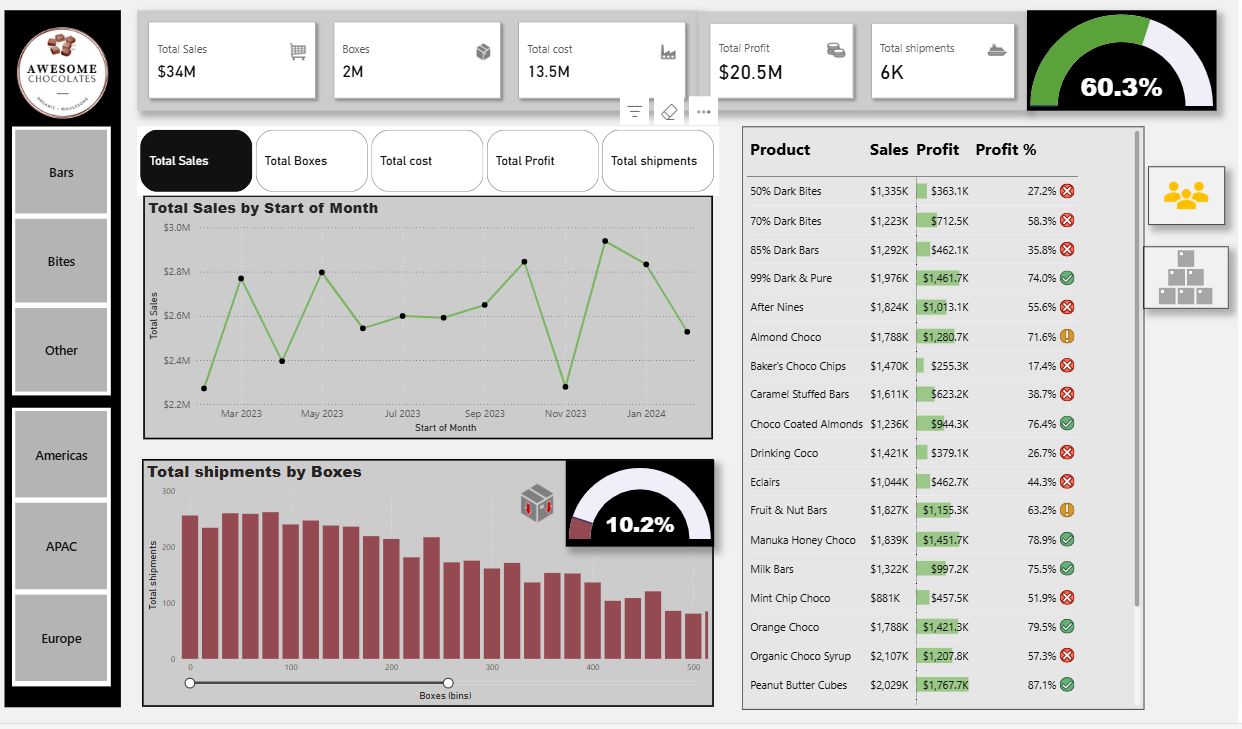 AWESOME
CHOCOLATES
ORGANIC • WHOLESOME
Bars
Bites
Other
Americas
APAC
Europe
Total Sales
$34M
Boxes
2M
Total cost
13.5M
Total Profit
$20.5M
Total shipments
6K
60.3%
Total Sales
Total Boxes
Total cost
Total Profit
Total shipments
Total Sales by Start of Month
Total Sales
$3.0M
$2.8M
$2.6M
$2.4M
$2.2M
Mar 2023 May 2023 Jul 2023 Sep 2023 Nov 2023 Jan 2024
Start of Month
Total shipments by Boxes
10.2%
Total shipments
300
200
100
0
0 100 200 300 400 500
Boxes (bins)
Product Sales Profit Profit %
50% Dark Bites $1,335K $363.1K 27.2%
70% Dark Bites $1,223K $712.5K 58.3%
85% Dark Bars $1,292K $462.1K 35.8%
99% Dark & Pure $1,976K $1,461.7K 74.0%
After Nines $1,824K $1,013.1K 55.6%
Almond Choco $1,788K $1,280.7K 71.6%
Baker's Choco Chips $1,470K $255.3K 17.4%
Caramel Stuffed Bars $1,611K $623.2K 38.7%
Choco Coated Almonds $1,236K $944.3K 76.4%
Drinking Coco $1,421K $379.1K 26.7%
Eclairs $1,044K $462.7K 44.3%
Fruit & Nut Bars $1,827K $1,155.3K 63.2%
Manuka Honey Choco $1,839K $1,451.7K 78.9%
Milk Bars $1,322K $997.2K 75.5%
Mint Chip Choco $881K $457.5K 51.9%
Orange Choco $1,788K $1,421.3K 79.5%
Organic Choco Syrup $2,107K $1,207.8K 57.3%
Peanut Butter Cubes $2,029K $1,767.7K 87.1%